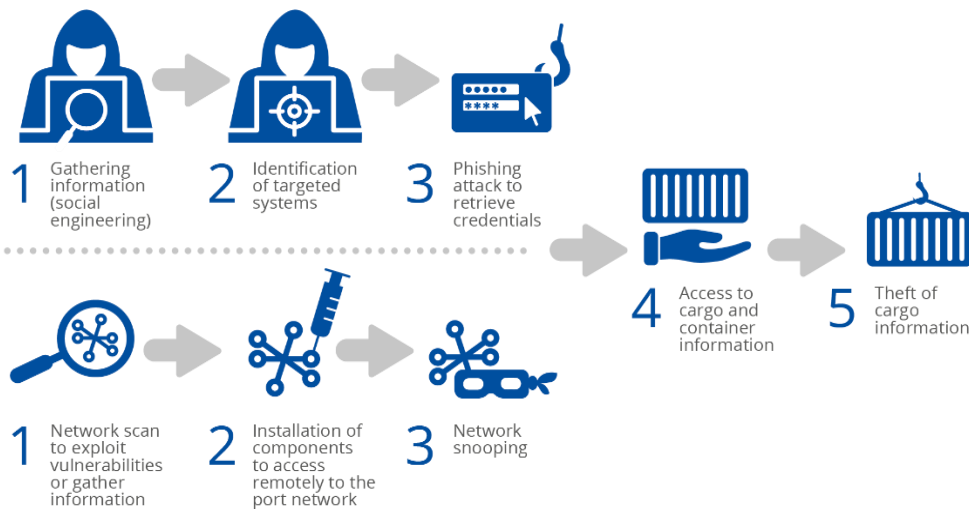 1 Gathering
information
(social
engineering)
2 Identification
of targeted
systems
3 Phishing
attack to
retrieve
credentials
1 Network scan
to exploit
vulnerabilities
or gather
information
2 Installation of
components
to access
remotely to the
port network
3 Network
snooping
4 Access to
cargo and
container
information
5 Theft of
cargo
information